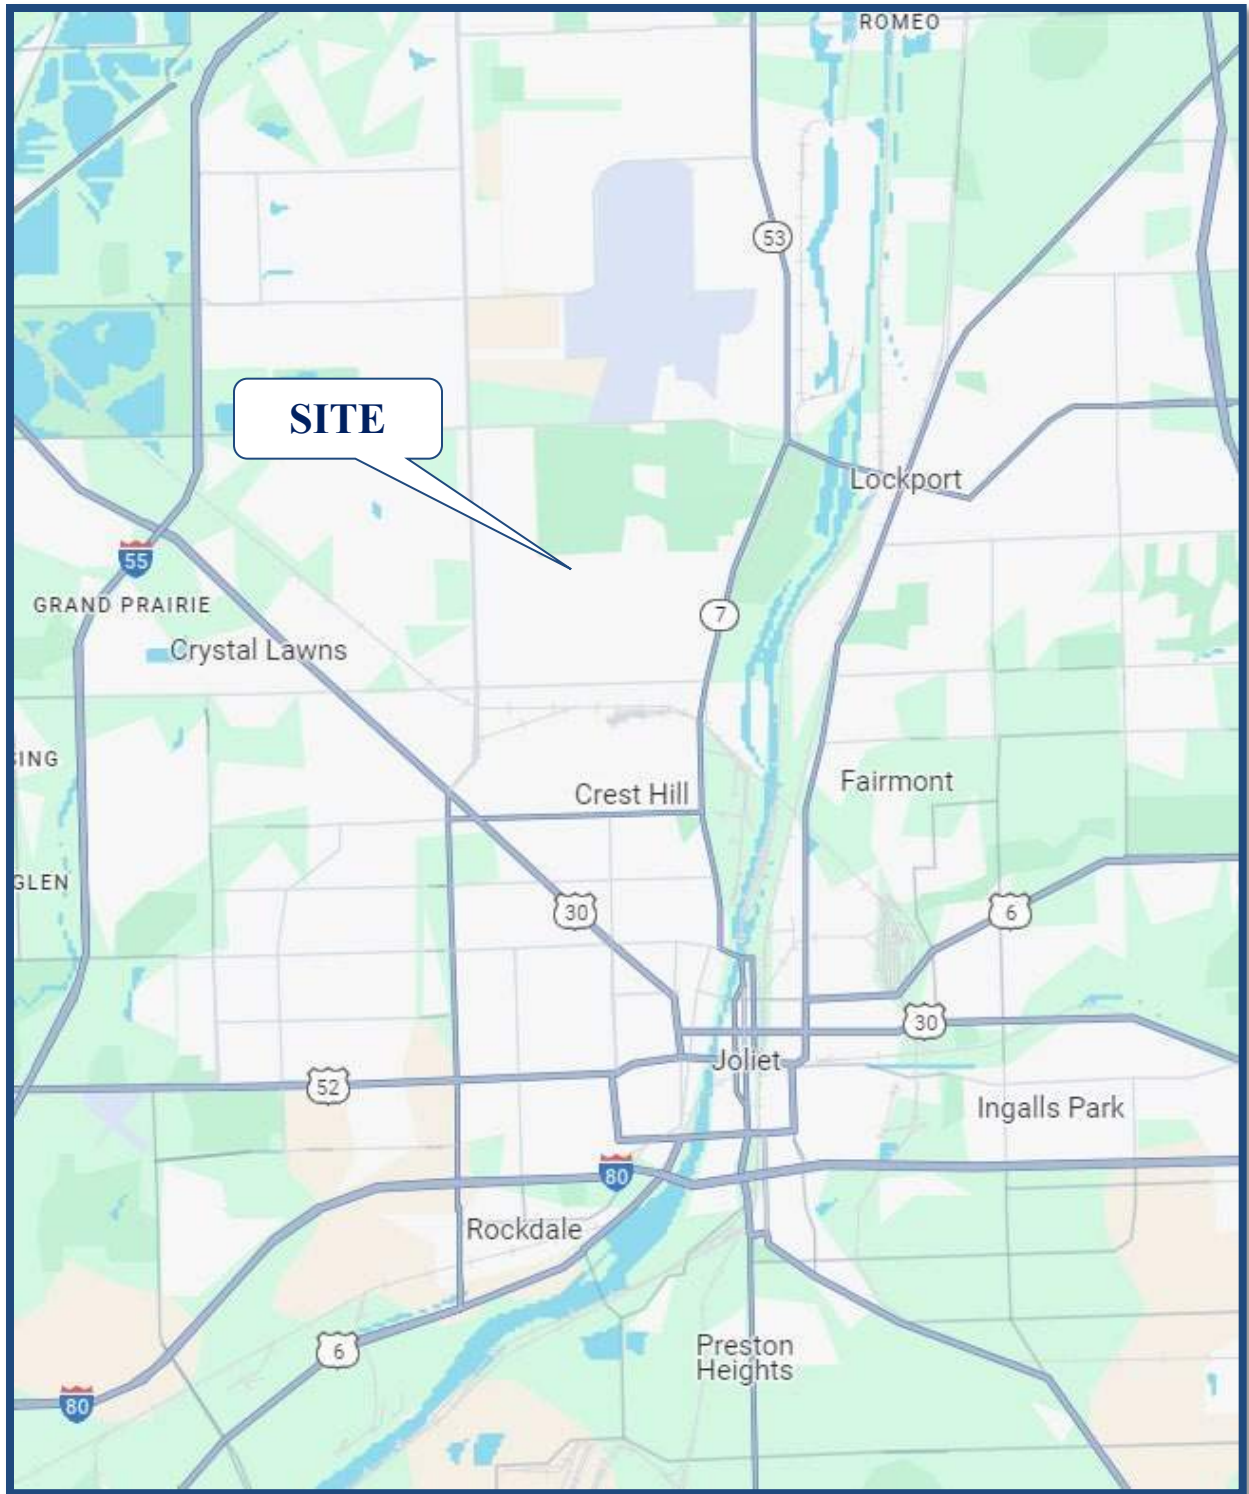 ROMEO
53
SITE
Lockport
55
GRAND PRAIRIE
7
Crystal Lawns
SING
Crest Hill
Fairmont
GLEN
30
6
30
Joliet
52
Ingalls Park
80
Rockdale
6
Preston
Heights
80